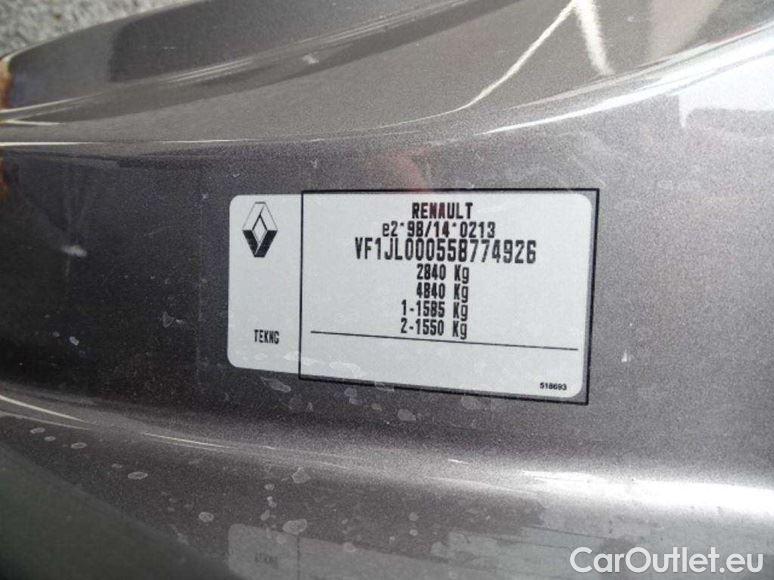 RENAULT
e2*98/14*0213
VF1JL000558774926
2840 Kg
4840 Kg
1-1585 Kg
2-1550 Kg
TEKNG
518693
CarOutlet.eu